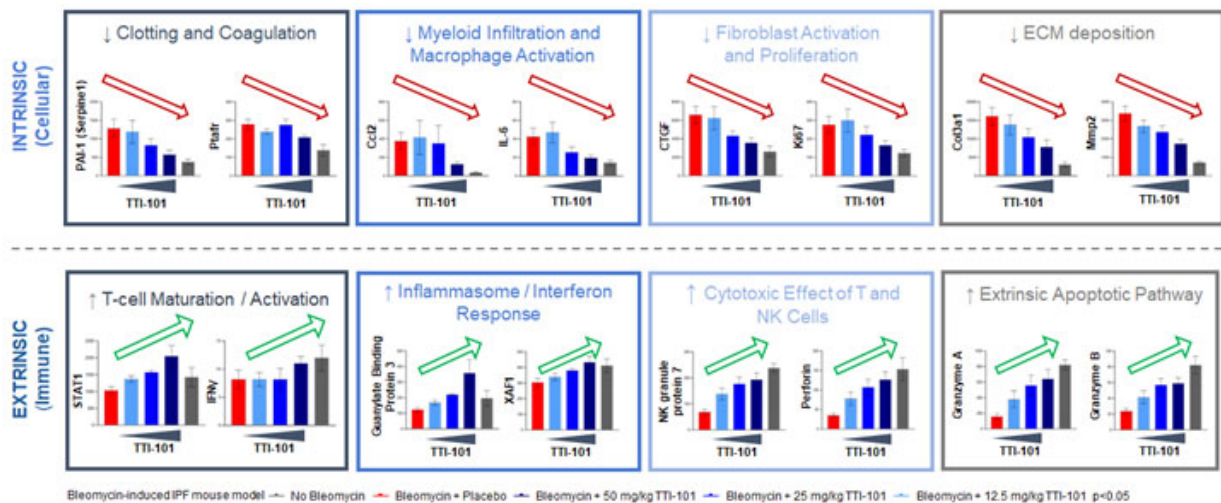 INTRINSIC
(Cellular)
↓ Clotting and Coagulation
PAI-1 (Serpine1)
TTI-101
Ptafr
TTI-101
↓ Myeloid Infiltration and
Macrophage Activation
Ccl2
TTI-101
IL-6
TTI-101
↓ Fibroblast Activation
and Proliferation
CTGF
TTI-101
Ki67
TTI-101
↓ ECM deposition
Col3a1
TTI-101
Mmp2
TTI-101
EXTRINSIC
(Immune)
↑ T-cell Maturation / Activation
STAT1
TTI-101
IFNγ
TTI-101
↑ Inflammasome / Interferon
Response
Guanylate Binding
Protein 3
TTI-101
XAF1
TTI-101
↑ Cytotoxic Effect of T and
NK Cells
NK granule
protein 7
TTI-101
Perforin
TTI-101
↑ Extrinsic Apoptotic Pathway
Granzyme A
TTI-101
Granzyme B
TTI-101
Bleomycin-induced IPF mouse model No Bleomycin Bleomycin + Placebo Bleomycin + 50 mg/kg TTI-101 Bleomycin + 25 mg/kg TTI-101 Bleomycin + 12.5 mg/kg TTI-101 p<0.05